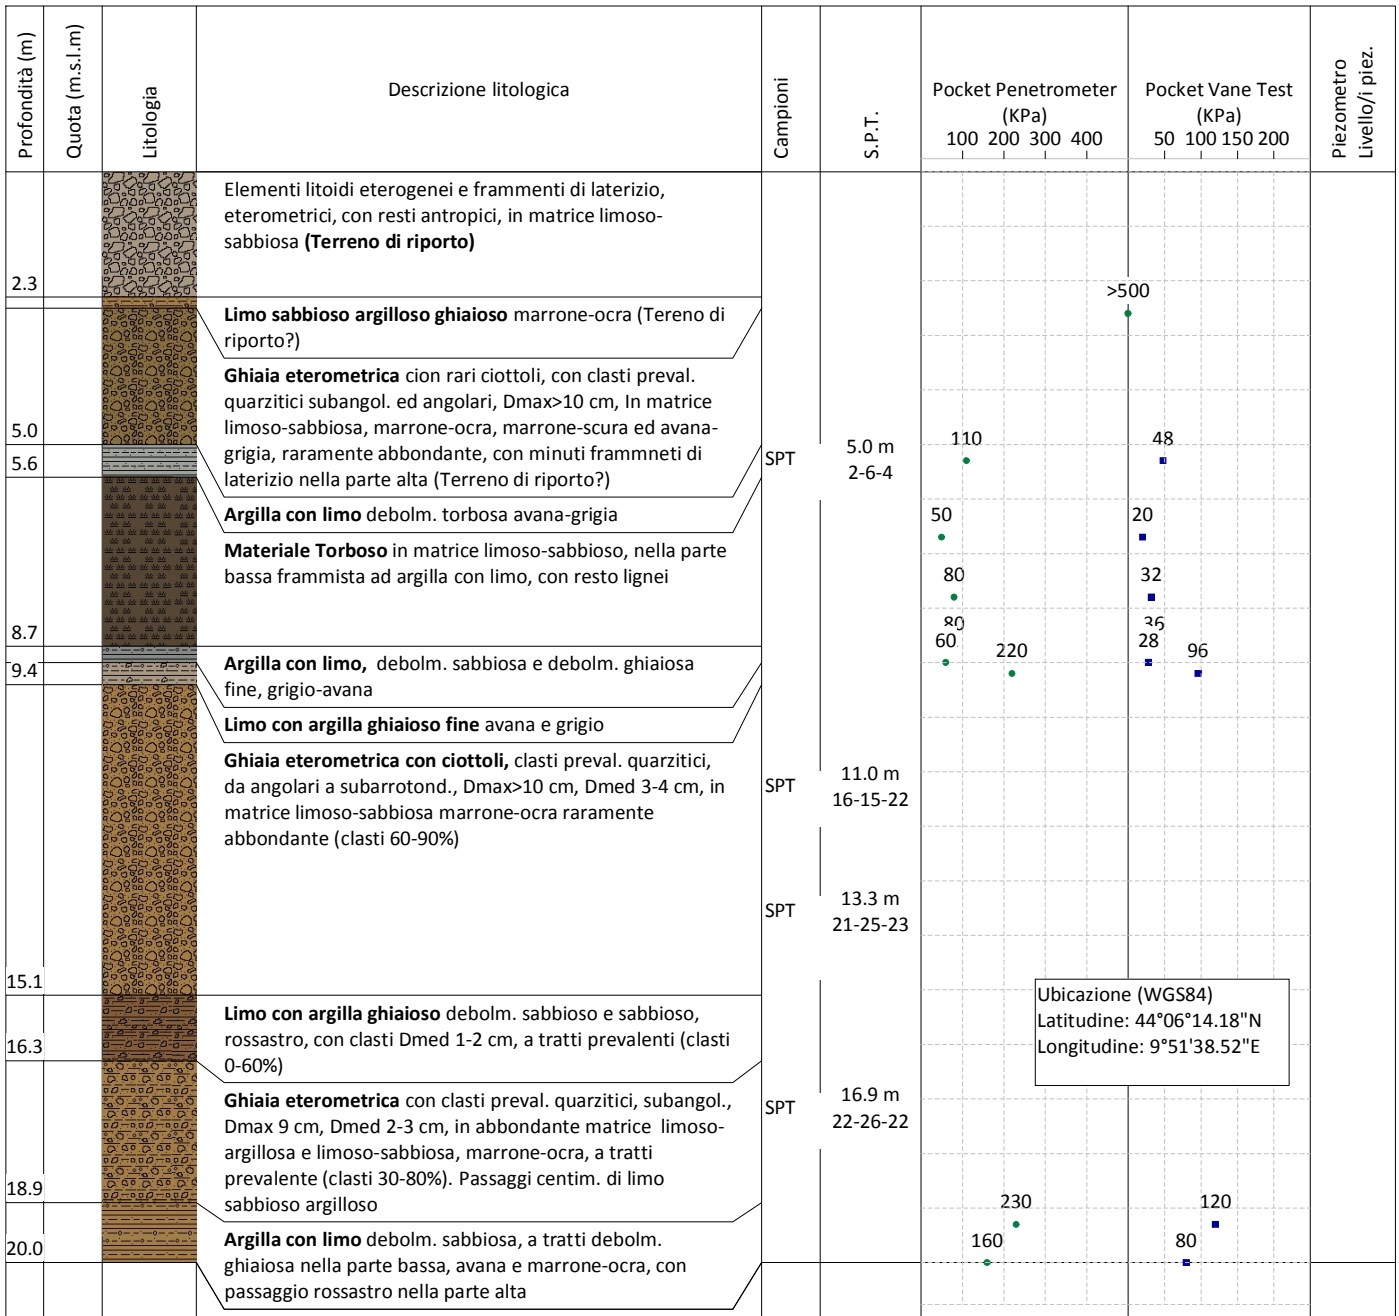 Profondità (m)
Quota (m.s.l.m)
Litologia
Descrizione litologica
Campioni
S.P.T.
Pocket Penetrometer
(KPa)
100 200 300 400
Pocket Vane Test
(KPa)
50 100 150 200
Piezometro
Livello/i piez.
Elementi litoidi eterogenei e frammenti di laterizio,
eterometrici, con resti antropici, in matrice limoso-
sabbiosa (Terreno di riporto)
2.3
>500
Limo sabbioso argilloso ghiaioso marrone-ocra (Tereno di
riporto?)
Ghiaia eterometrica cion rari ciottoli, con clasti preval.
quarzitici subangol. ed angolari, Dmax>10 cm, In matrice
limoso-sabbiosa, marrone-ocra, marrone-scura ed avana-
grigia, raramente abbondante, con minuti frammneti di
laterizio nella parte alta (Terreno di riporto?)
5.0
5.6
SPT
5.0 m
2-6-4
110
48
Argilla con limo debolm. torbosa avana-grigia
50
20
Materiale Torboso in matrice limoso-sabbioso, nella parte
bassa frammista ad argilla con limo, con resto lignei
80
32
80
36
8.7
9.4
60
28
220
96
Argilla con limo, debolm. sabbiosa e debolm. ghiaiosa
fine, grigio-avana
Limo con argilla ghiaioso fine avana e grigio
Ghiaia eterometrica con ciottoli, clasti preval. quarzitici,
da angolari a subarrotond., Dmax>10 cm, Dmed 3-4 cm, in
matrice limoso-sabbiosa marrone-ocra raramente
abbondante (clasti 60-90%)
SPT
11.0 m
16-15-22
SPT
13.3 m
21-25-23
15.1
Ubicazione (WGS84)
Latitudine: 44°06°14.18"N
Longitudine: 9°51'38.52"E
Limo con argilla ghiaioso debolm. sabbioso e sabbioso,
rossastro, con clasti Dmed 1-2 cm, a tratti prevalenti (clasti
0-60%)
16.3
Ghiaia eterometrica con clasti preval. quarzitici, subangol.,
Dmax 9 cm, Dmed 2-3 cm, in abbondante matrice limoso-
argillosa e limoso-sabbiosa, marrone-ocra, a tratti
prevalente (clasti 30-80%). Passaggi centim. di limo
sabbioso argilloso
SPT
16.9 m
22-26-22
18.9
230
120
Argilla con limo debolm. sabbiosa, a tratti debolm.
ghiaiosa nella parte bassa, avana e marrone-ocra, con
passaggio rossastro nella parte alta
20.0
160
80